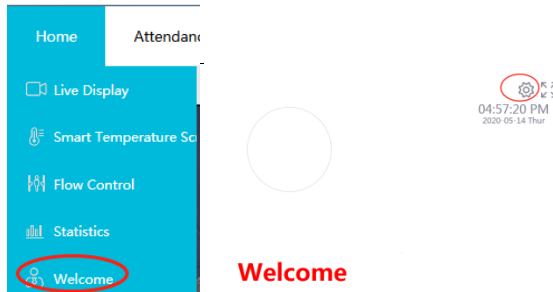 Home
Attendanc
Live Display
Smart Temperature Scr
Flow Control
Statistics
Welcome
04:57:20 PM
2020-05-14 Thur
Welcome